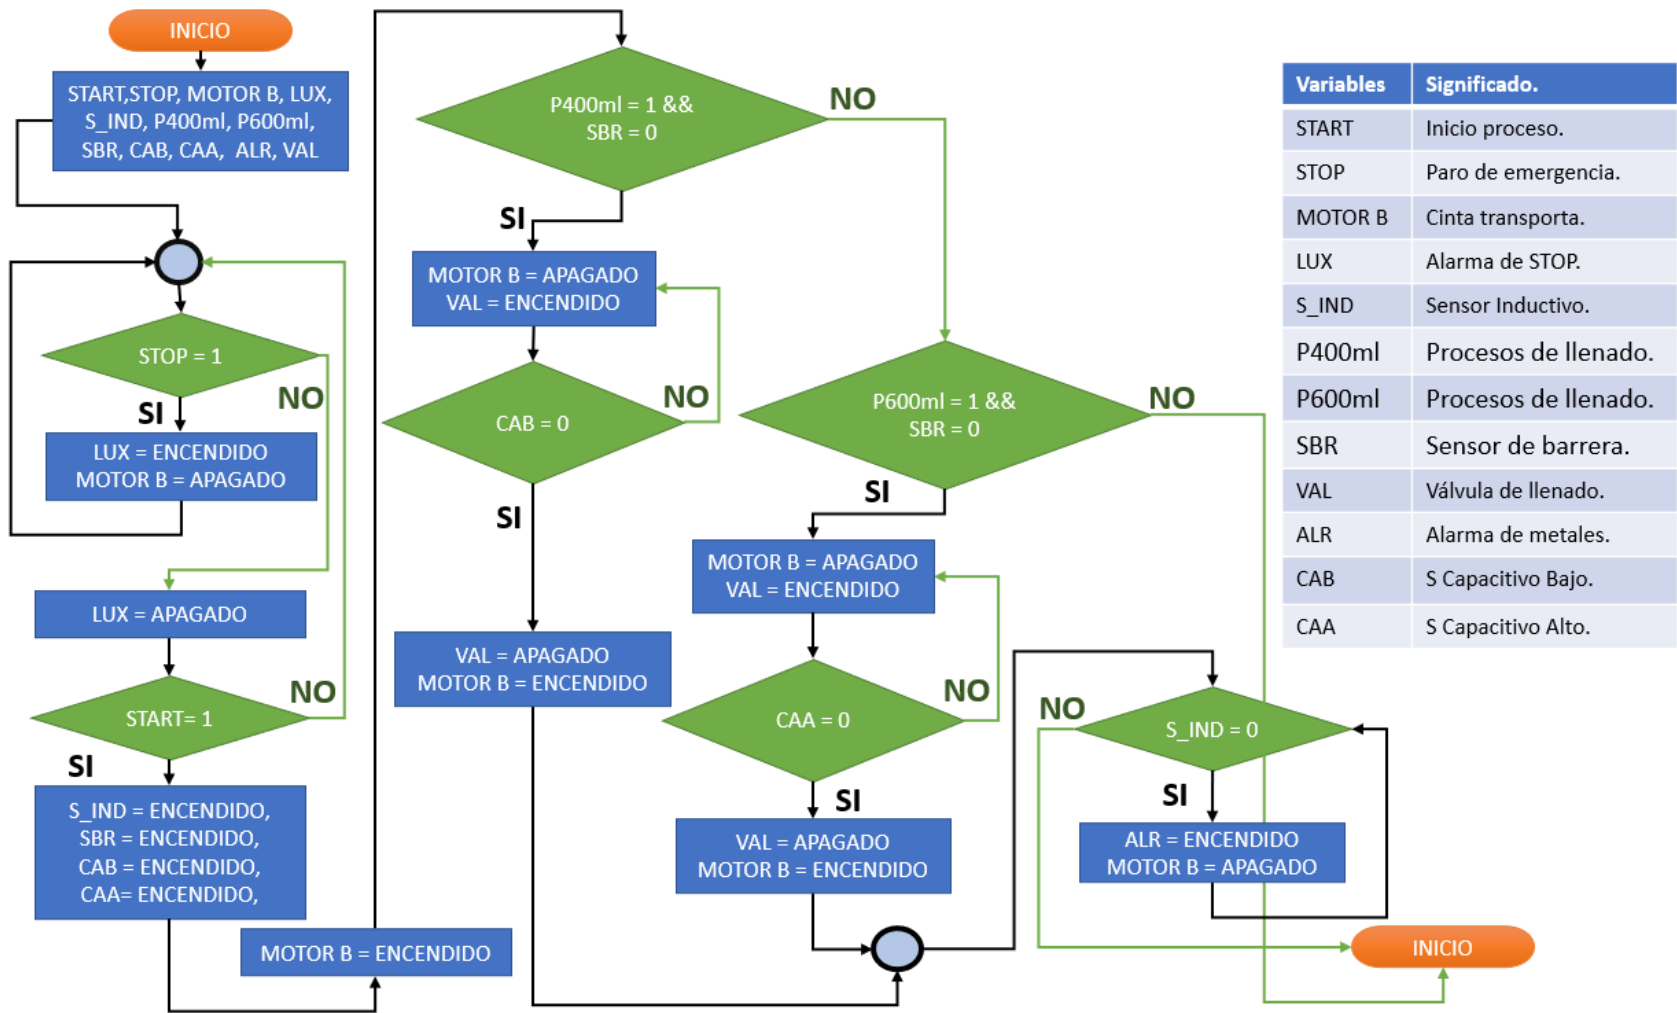 INICIO
START,STOP, MOTOR B, LUX,
S_IND, P400ml, P600ml,
SBR, CAB, CAA, ALR, VAL
STOP = 1
NO
SI
LUX = ENCENDIDO
MOTOR B = APAGADO
LUX = APAGADO
START= 1
NO
SI
S_IND = ENCENDIDO,
SBR = ENCENDIDO,
CAB = ENCENDIDO,
CAA= ENCENDIDO,
MOTOR B = ENCENDIDO
P400ml = 1 &&
SBR = 0
NO
SI
MOTOR B = APAGADO
VAL = ENCENDIDO
CAB = 0
NO
SI
VAL = APAGADO
MOTOR B = ENCENDIDO
P600ml = 1 &&
SBR = 0
NO
SI
MOTOR B = APAGADO
VAL = ENCENDIDO
CAA = 0
NO
SI
VAL = APAGADO
MOTOR B = ENCENDIDO
S_IND = 0
NO
SI
ALR = ENCENDIDO
MOTOR B = APAGADO
INICIO
Variables Significado.
START Inicio proceso.
STOP Paro de emergencia.
MOTOR B Cinta transporta.
LUX Alarma de STOP.
S_IND Sensor Inductivo.
P400ml Procesos de llenado.
P600ml Procesos de llenado.
SBR Sensor de barrera.
VAL Válvula de llenado.
ALR Alarma de metales.
CAB S Capacitivo Bajo.
CAA S Capacitivo Alto.